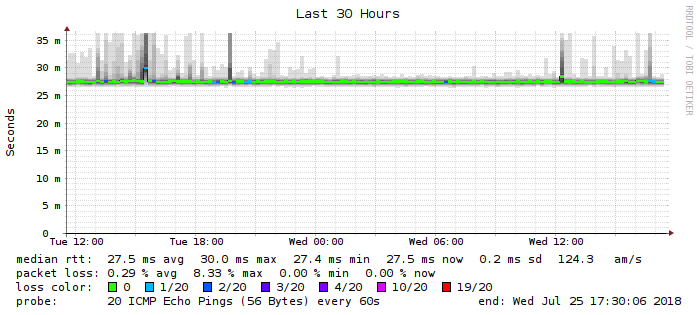 Last 30 Hours
RRDTOOL / TOBI OETIKER
Seconds
35 m
30 m
25 m
20 m
15 m
10 m
5 m
0
Tue 12:00 Tue 18:00 Wed 00:00 Wed 06:00 Wed 12:00
median rtt: 27.5 ms avg 30.0 ms max 27.4 ms min 27.5 ms now 0.2 ms sd 124.3 am/s
packet loss: 0.29 % avg 8.33 % max 0.00 % min 0.00 % now
loss color: 0 1/20 2/20 3/20 4/20 10/20 19/20
probe: 20 ICMP Echo Pings (56 Bytes) every 60s end: Wed Jul 25 17:30:06 2018